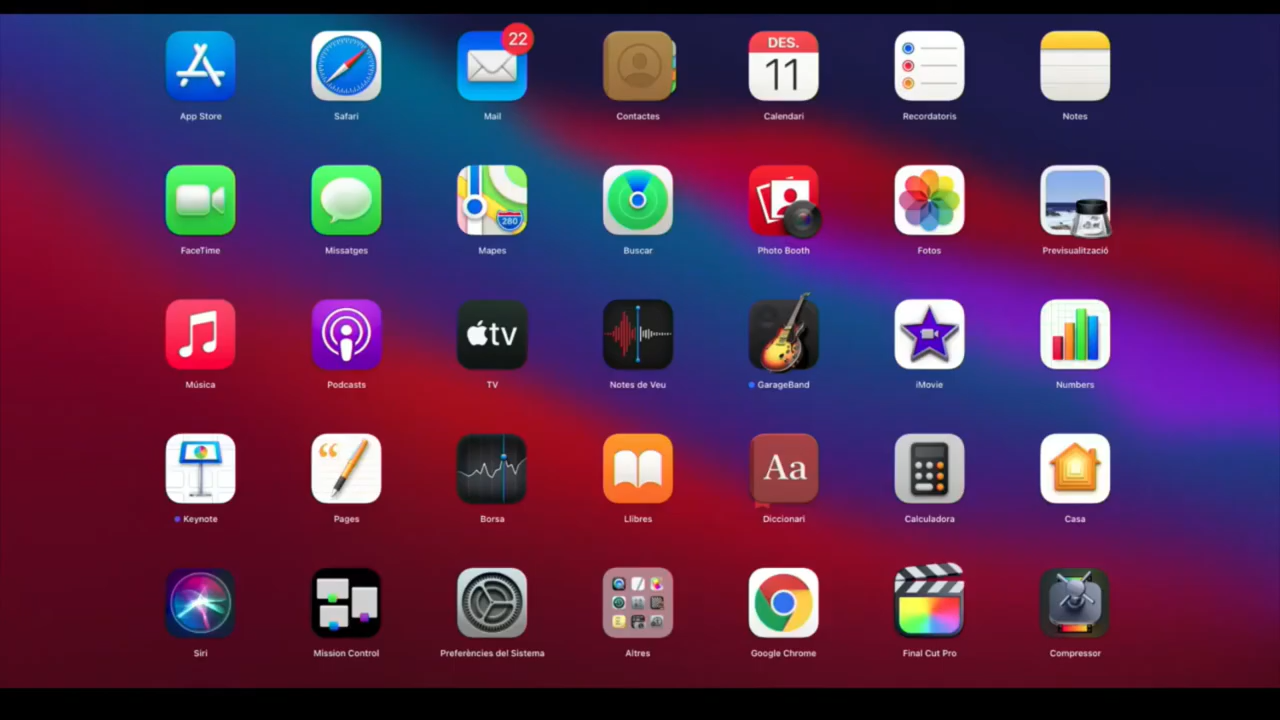 22
DES.
11
App Store
Safari
Mail
Contactes
Calendari
Recordatoris
Notes
280
FaceTime
Missatges
Mapes
Buscar
Photo Booth
Fotos
Previsualització
tv
Música
Podcasts
TV
Notes de Veu
GarageBand
iMovie
Numbers
Aa
Keynote
Pages
Borsa
Llibres
Diccionari
Calculadora
Casa
Siri
Mission Control
Preferències del Sistema
Altres
Google Chrome
Final Cut Pro
Compressor